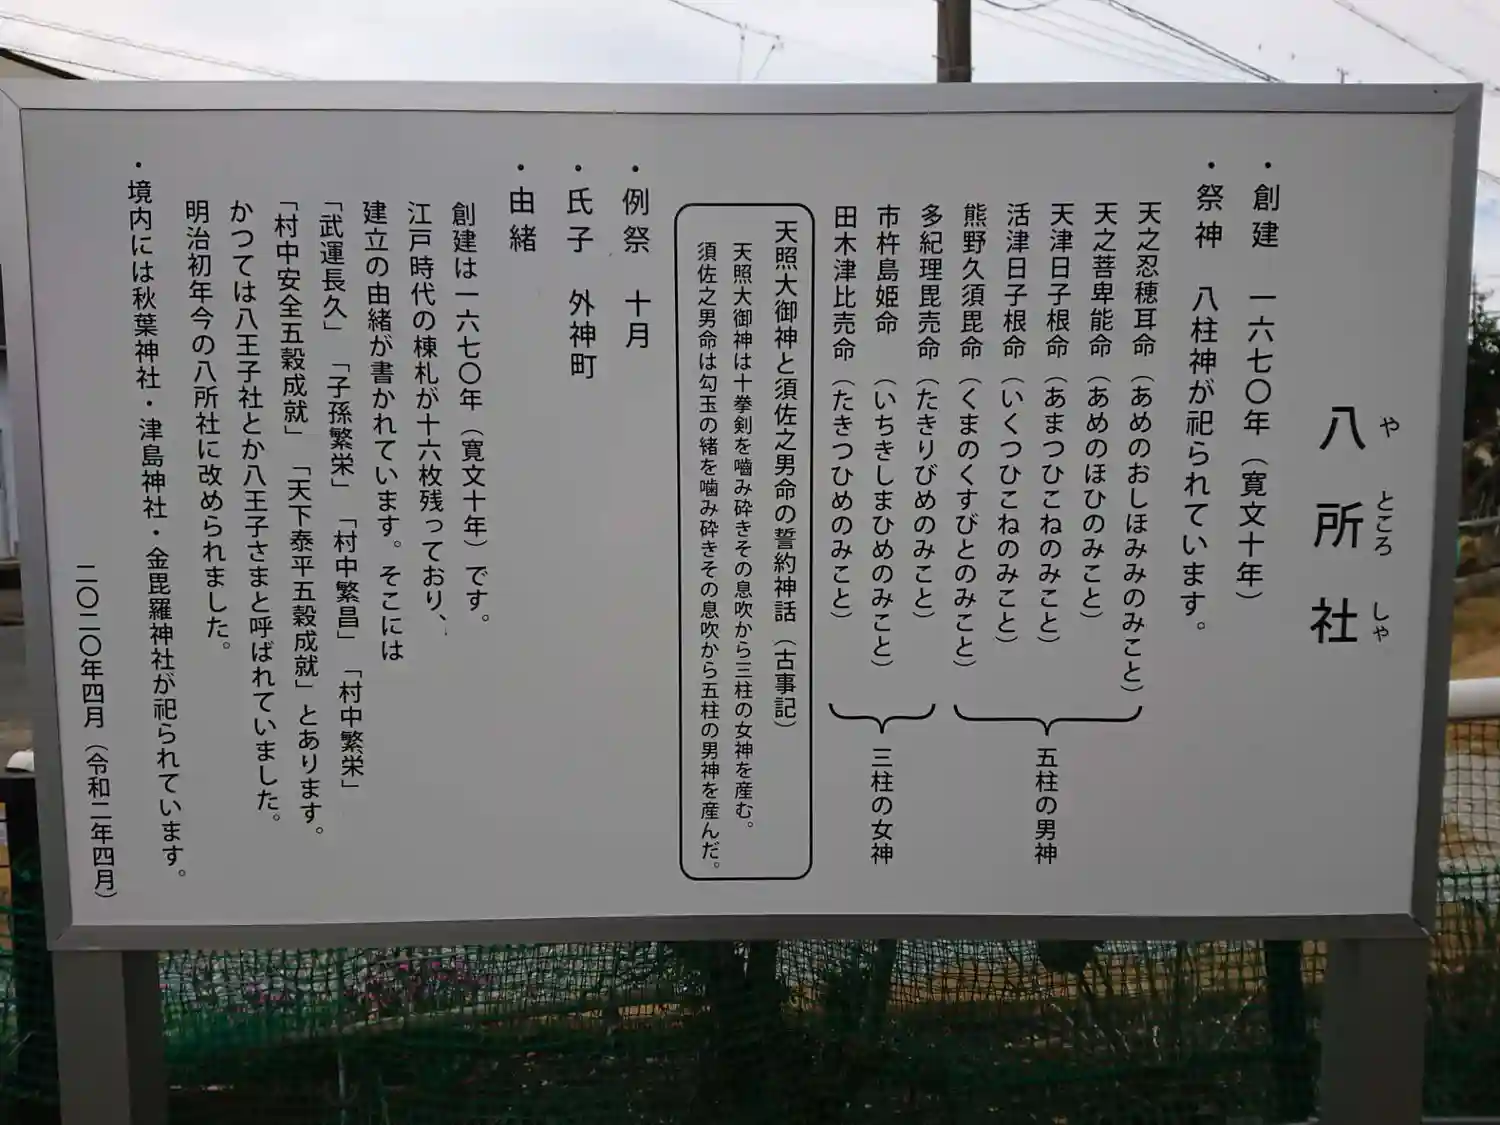 八所社
や ところ しゃ
・創建 一六七〇年（寛文十年）
・祭神 八柱神が祀られています。
天之忍穂耳命（あめのおしほみみのみこと）
天之菩卑能命（あめのほひのみこと）
天津日子根命（あまつひこねのみこと）
活津日子根命（いくつひこねのみこと）
熊野久須毘命（くまのくすびとのみこと）
五柱の男神
多紀理毘売命（たきりびめのみこと）
市杵島姫命（いちきしまひめのみこと）
田木津比売命（たきつひめのみこと）
三柱の女神
天照大御神と須佐之男命の誓約神話（古事記）
天照大御神は十拳剣を嚙み砕きその息吹から三柱の女神を産む。
須佐之男命は勾玉の緒を噛み砕きその息吹から五柱の男神を産んだ。
・例祭 十月
・氏子 外神町
・由緒
創建は一六七〇年（寛文十年）です。
江戸時代の棟札が十六枚残っており、
建立の由緒が書かれています。そこには
「武運長久」「子孫繁栄」「村中繁昌」「村中繁栄」
「村中安全五穀成就」「天下泰平五穀成就」とあります。
かつては八王子社とか八王子さまと呼ばれていました。
明治初年今の八所社に改められました。
・境内には秋葉神社・津島神社・金毘羅神社が祀られています。
二〇二〇年四月（令和二年四月）